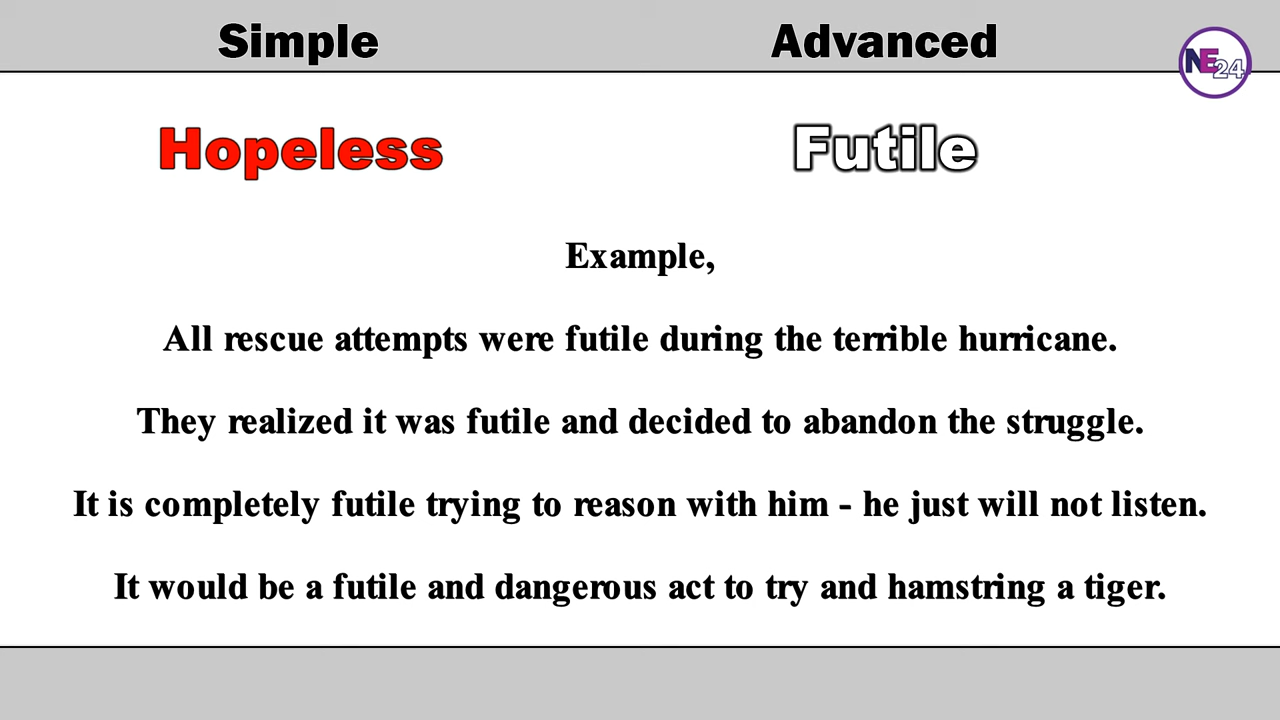 Simple Advanced
NE24
Hopeless Futile
Example,
All rescue attempts were futile during the terrible hurricane.
They realized it was futile and decided to abandon the struggle.
It is completely futile trying to reason with him - he just will not listen.
It would be a futile and dangerous act to try and hamstring a tiger.